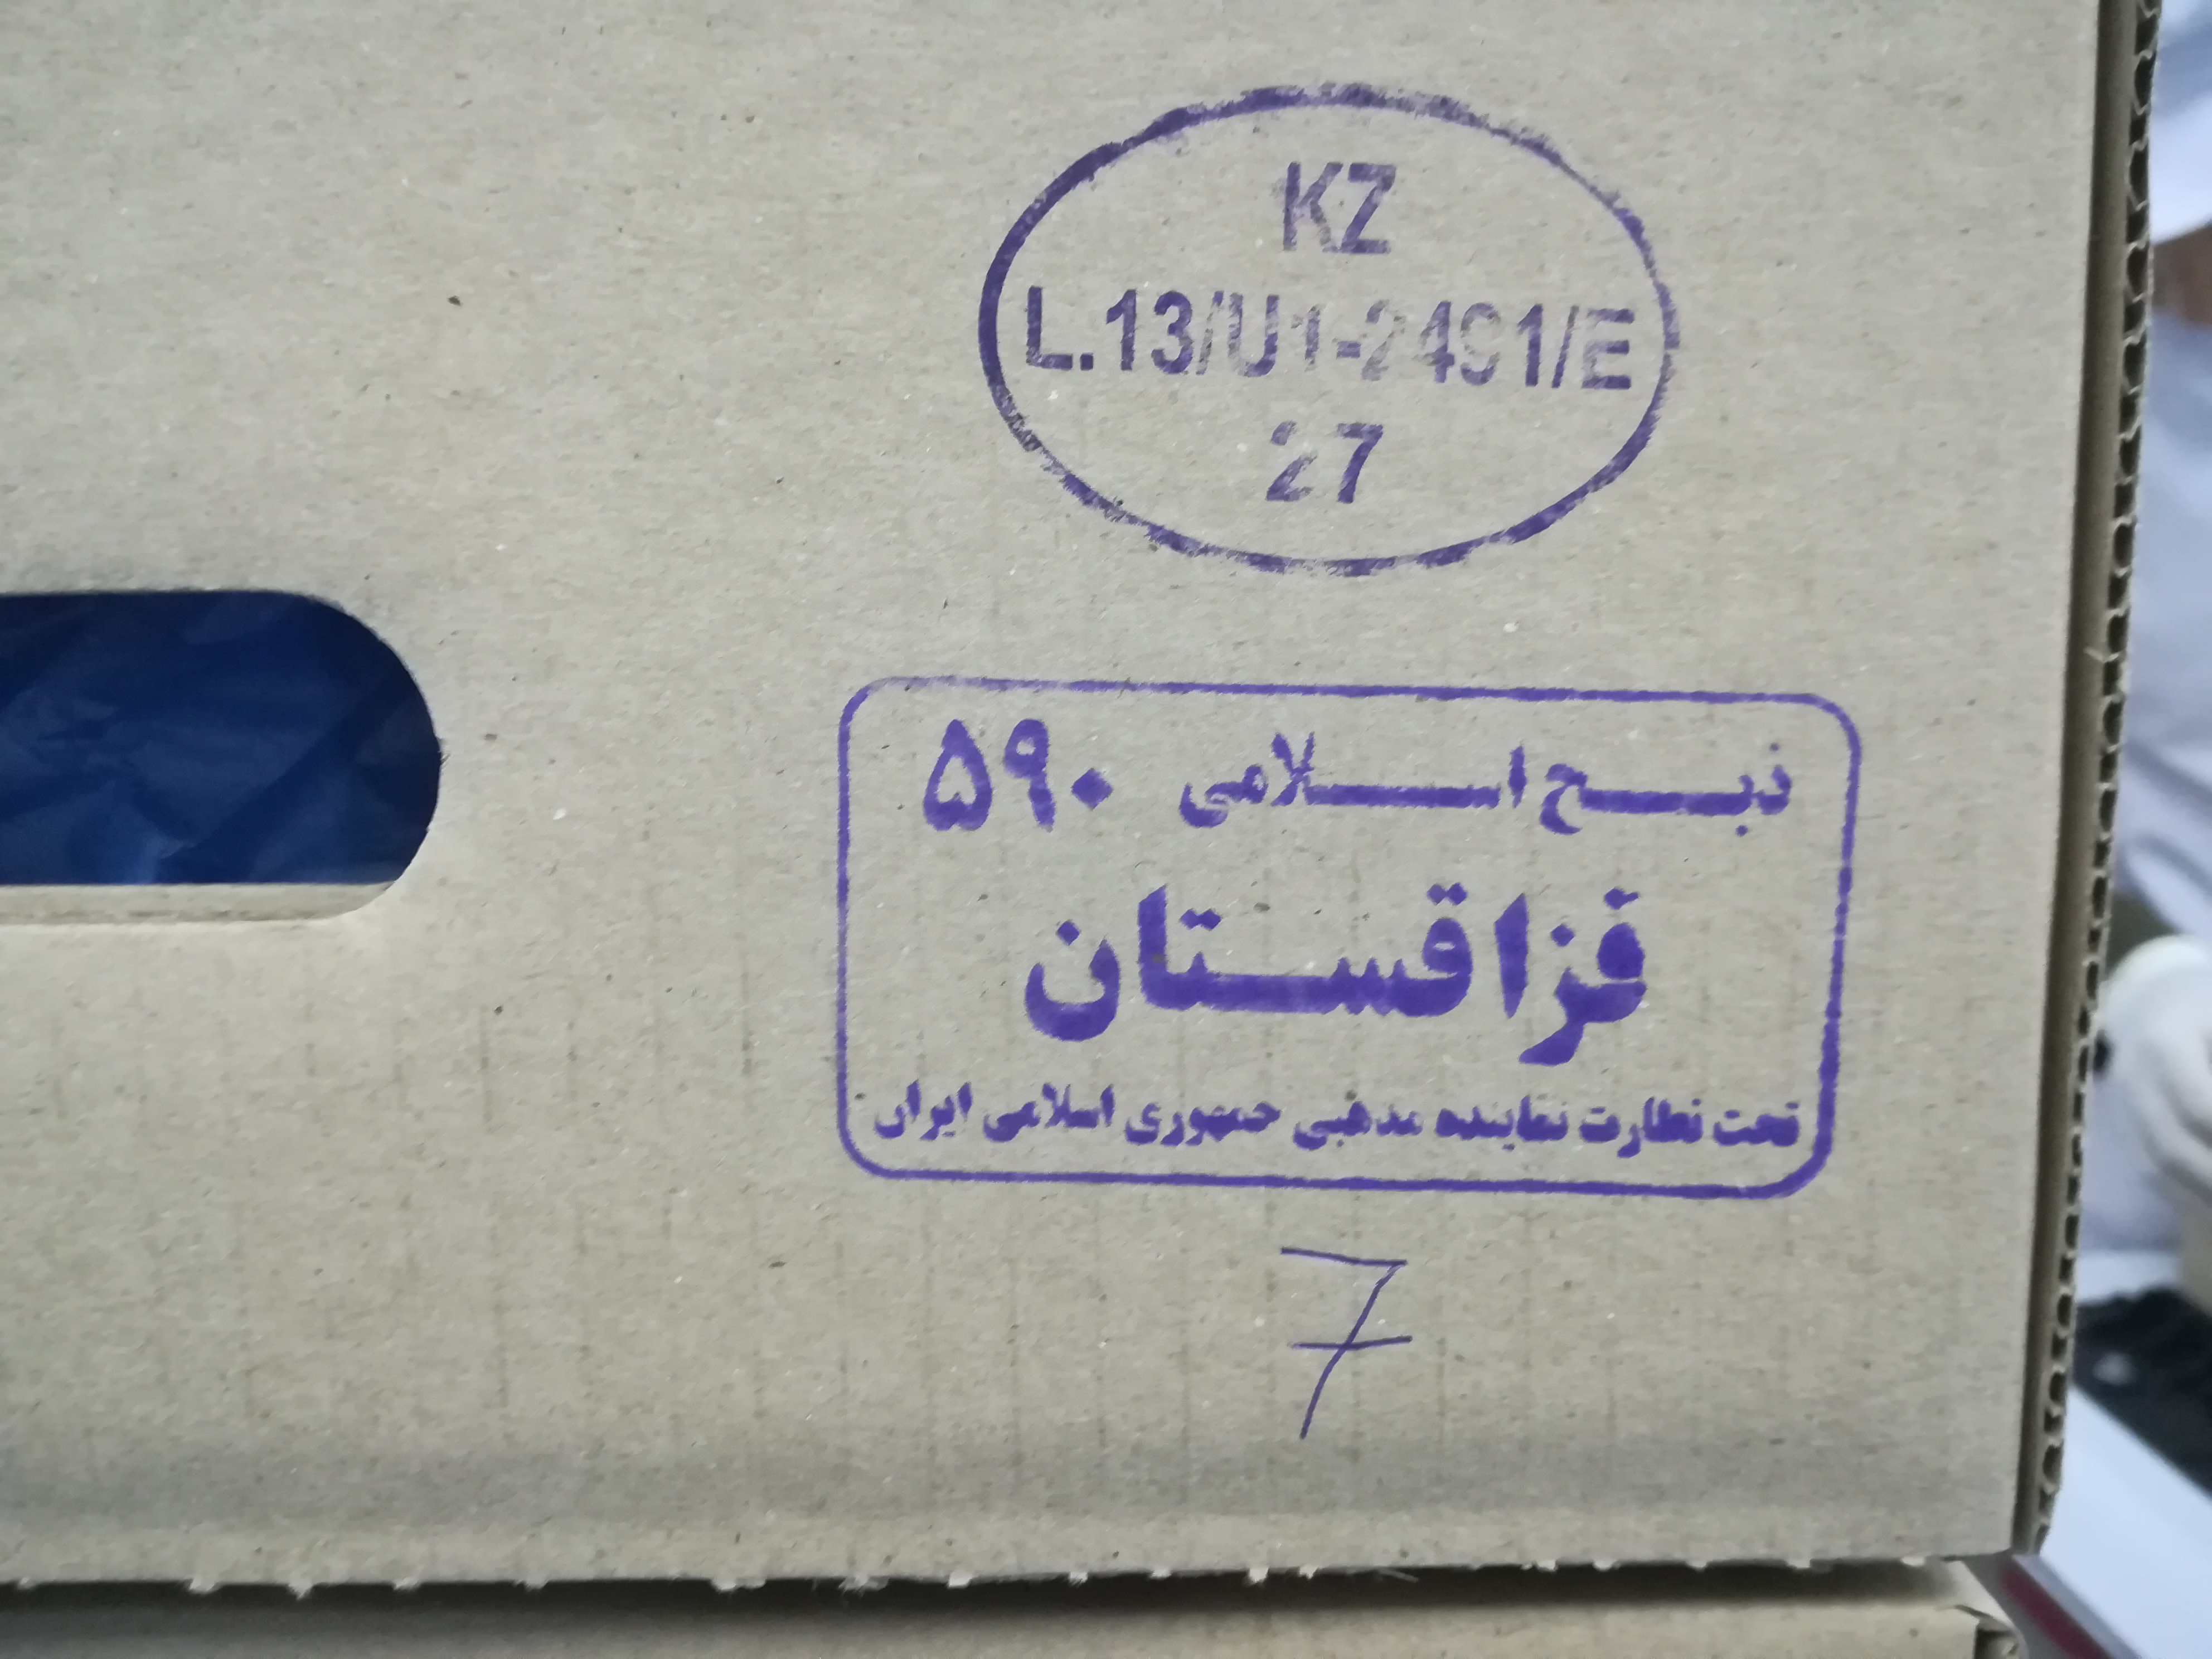 KZ
L.13/U1-2491/E
27
ذبح اسلامی ۵۹۰
قزاقستان
تحت نظارت نماینده مذهبی جمهوری اسلامی ایران
7